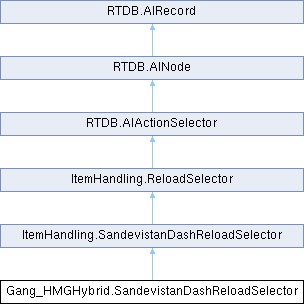 RTDB.AIRecord
RTDB.AINode
RTDB.AIActionSelector
ItemHandling.ReloadSelector
ItemHandling.SandevistanDashReloadSelector
Gang_HMGHybrid.SandevistanDashReloadSelector